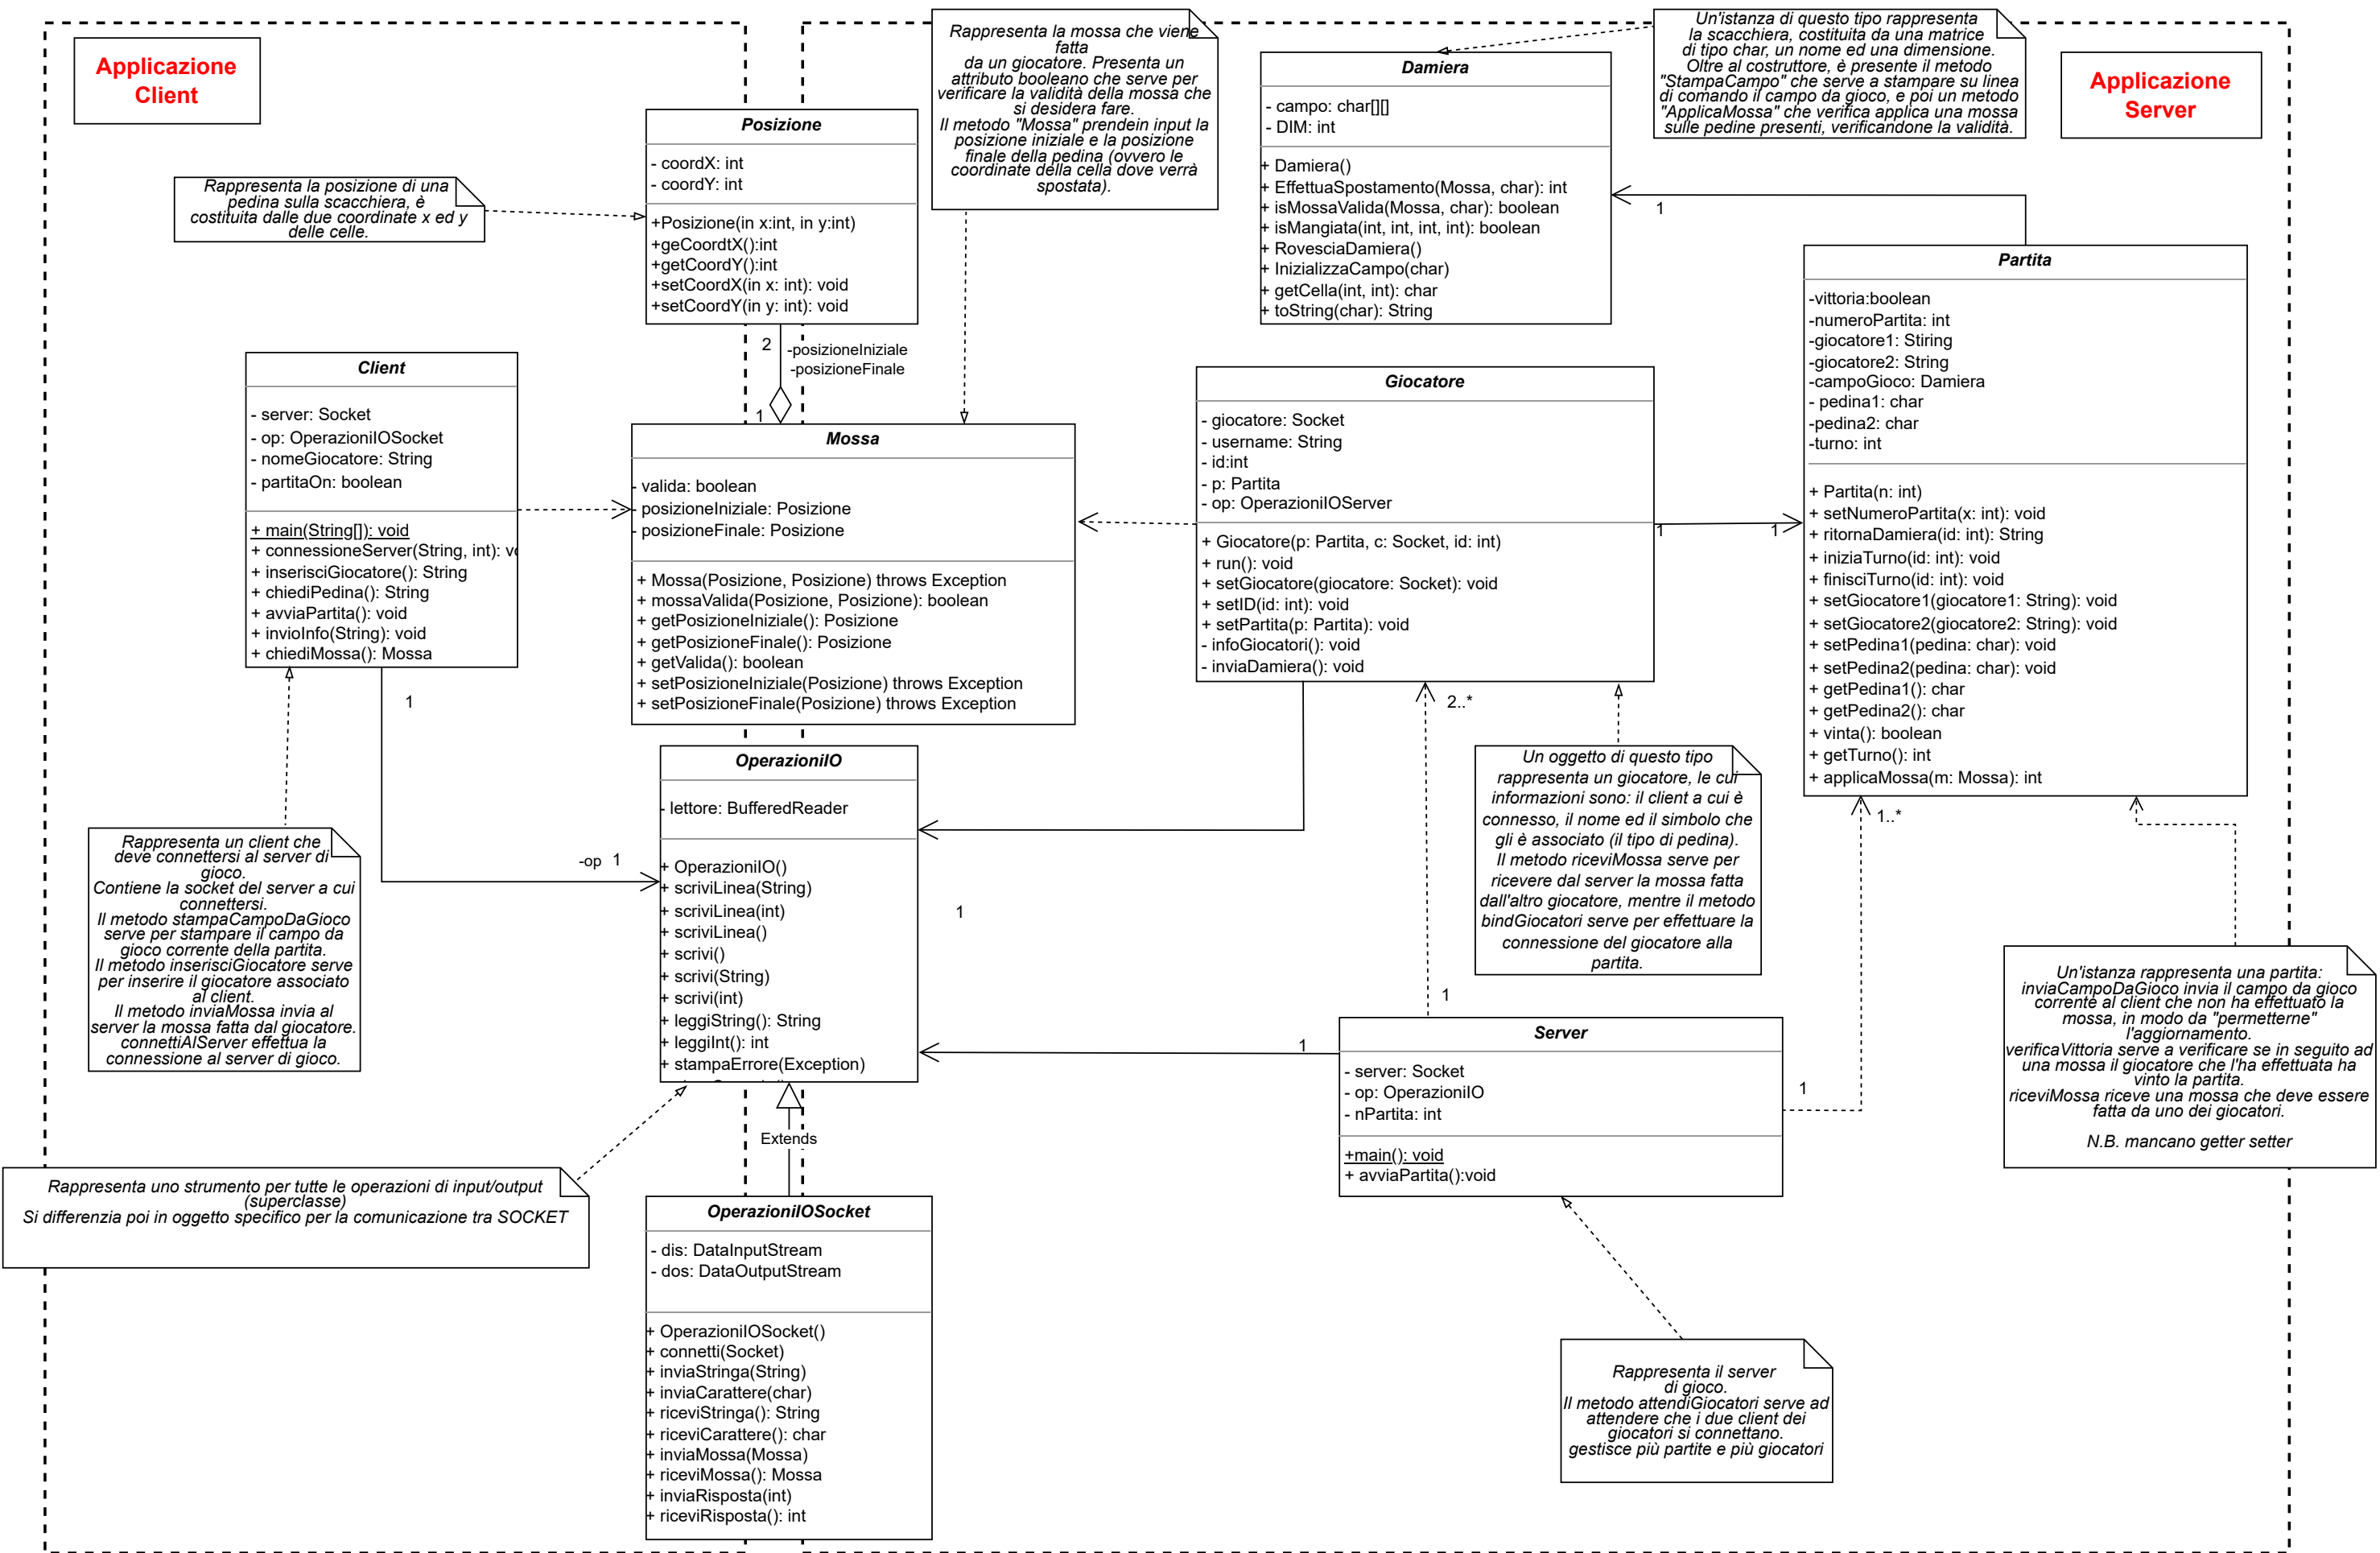 Applicazione
Client
Rappresenta la mossa che viene
fatta
da un giocatore. Presenta un
attributo booleano che serve per
verificare la validità della mossa che
si desidera fare.
Il metodo "Mossa" prendein input la
posizione iniziale e la posizione
finale della pedina (ovvero le
coordinate della cella dove verrà
spostata).
Un'istanza di questo tipo rappresenta
la scacchiera, costituita da una matrice
di tipo char, un nome ed una dimensione.
Oltre al costruttore, è presente il metodo
"StampaCampo" che serve a stampare su linea
di comando il campo da gioco, e poi un metodo
"ApplicaMossa" che verifica applica una mossa
sulle pedine presenti, verificandone la validità.
Applicazione
Server
Damiera
- campo: char[][]
- DIM: int
+ Damiera()
+ EffettuaSpostamento(Mossa, char): int
+ isMossaValida(Mossa, char): boolean
+ isMangiata(int, int, int, int): boolean
+ RovesciaDamiera()
+ InizializzaCampo(char)
+ getCella(int, int): char
+ toString(char): String
1
Posizione
- coordX: int
- coordY: int
+Posizione(in x:int, in y:int)
+geCoordtX():int
+getCoordY():int
+setCoordX(in x: int): void
+setCoordY(in y: int): void
Rappresenta la posizione di una
pedina sulla scacchiera, è
costituita dalle due coordinate x ed y
delle celle.
2
-posizioneIniziale
-posizioneFinale
1
Partita
-vittoria:boolean
-numeroPartita: int
-giocatore1: Stiring
-giocatore2: String
-campoGioco: Damiera
- pedina1: char
-pedina2: char
-turno: int
+ Partita(n: int)
+ setNumeroPartita(x: int): void
+ ritornaDamiera(id: int): String
+ iniziaTurno(id: int): void
+ finisciTurno(id: int): void
+ setGiocatore1(giocatore1: String): void
+ setGiocatore2(giocatore2: String): void
+ setPedina1(pedina: char): void
+ setPedina2(pedina: char): void
+ getPedina1(): char
+ getPedina2(): char
+ vinta(): boolean
+ getTurno(): int
+ applicaMossa(m: Mossa): int
Client
- server: Socket
- op: OperazioniIOSocket
- nomeGiocatore: String
- partitaOn: boolean
+ main(String[]): void
+ connessioneServer(String, int): vo
+ inserisciGiocatore(): String
+ chiediPedina(): String
+ avviaPartita(): void
+ invioInfo(String): void
+ chiediMossa(): Mossa
1
Mossa
- valida: boolean
- posizioneIniziale: Posizione
- posizioneFinale: Posizione
+ Mossa(Posizione, Posizione) throws Exception
+ mossaValida(Posizione, Posizione): boolean
+ getPosizioneIniziale(): Posizione
+ getPosizioneFinale(): Posizione
+ getValida(): boolean
+ setPosizioneIniziale(Posizione) throws Exception
+ setPosizioneFinale(Posizione) throws Exception
Giocatore
- giocatore: Socket
- username: String
- id:int
- p: Partita
- op: OperazioniIOServer
+ Giocatore(p: Partita, c: Socket, id: int)
+ run(): void
+ setGiocatore(giocatore: Socket): void
+ setID(id: int): void
+ setPartita(p: Partita): void
- infoGiocatori(): void
- inviaDamiera(): void
1
1
2..*
1..*
OperazioniIO
- lettore: BufferedReader
+ OperazioniIO()
+ scriviLinea(String)
+ scriviLinea(int)
+ scriviLinea()
+ scrivi()
+ scrivi(String)
+ scrivi(int)
+ leggiString(): String
+ leggiInt(): int
+ stampaErrore(Exception)
-op
1
1
Rappresenta un client che
deve connettersi al server di
gioco.
Contiene la socket del server a cui
connettersi.
Il metodo stampaCampoDaGioco
serve per stampare il campo da
gioco corrente della partita.
Il metodo inserisciGiocatore serve
per inserire il giocatore associato
al client.
Il metodo inviaMossa invia al
server la mossa fatta dal giocatore.
connettiAlServer effettua la
connessione al server di gioco.
Un oggetto di questo tipo
rappresenta un giocatore, le cui
informazioni sono: il client a cui è
connesso, il nome ed il simbolo che
gli è associato (il tipo di pedina).
Il metodo riceviMossa serve per
ricevere dal server la mossa fatta
dall'altro giocatore, mentre il metodo
bindGiocatori serve per effettuare la
connessione del giocatore alla
partita.
1
1
1
Un'istanza rappresenta una partita:
inviaCampoDaGioco invia il campo da gioco
corrente al client che non ha effettuato la
mossa, in modo da "permetterne"
l'aggiornamento.
verificaVittoria serve a verificare se in seguito ad
una mossa il giocatore che l'ha effettuata ha
vinto la partita.
riceviMossa riceve una mossa che deve essere
fatta da uno dei giocatori.
N.B. mancano getter setter
Server
- server: Socket
- op: OperazioniIO
- nPartita: int
+main(): void
+ avviaPartita():void
Extends
Rappresenta uno strumento per tutte le operazioni di input/output
(superclasse)
Si differenzia poi in oggetto specifico per la comunicazione tra SOCKET
OperazioniIOSocket
- dis: DataInputStream
- dos: DataOutputStream
+ OperazioniIOSocket()
+ connetti(Socket)
+ inviaStringa(String)
+ inviaCarattere(char)
+ riceviStringa(): String
+ riceviCarattere(): char
+ inviaMossa(Mossa)
+ riceviMossa(): Mossa
+ inviaRisposta(int)
+ riceviRisposta(): int
Rappresenta il server
di gioco.
Il metodo attendiGiocatori serve ad
attendere che i due client dei
giocatori si connettano.
gestisce più partite e più giocatori